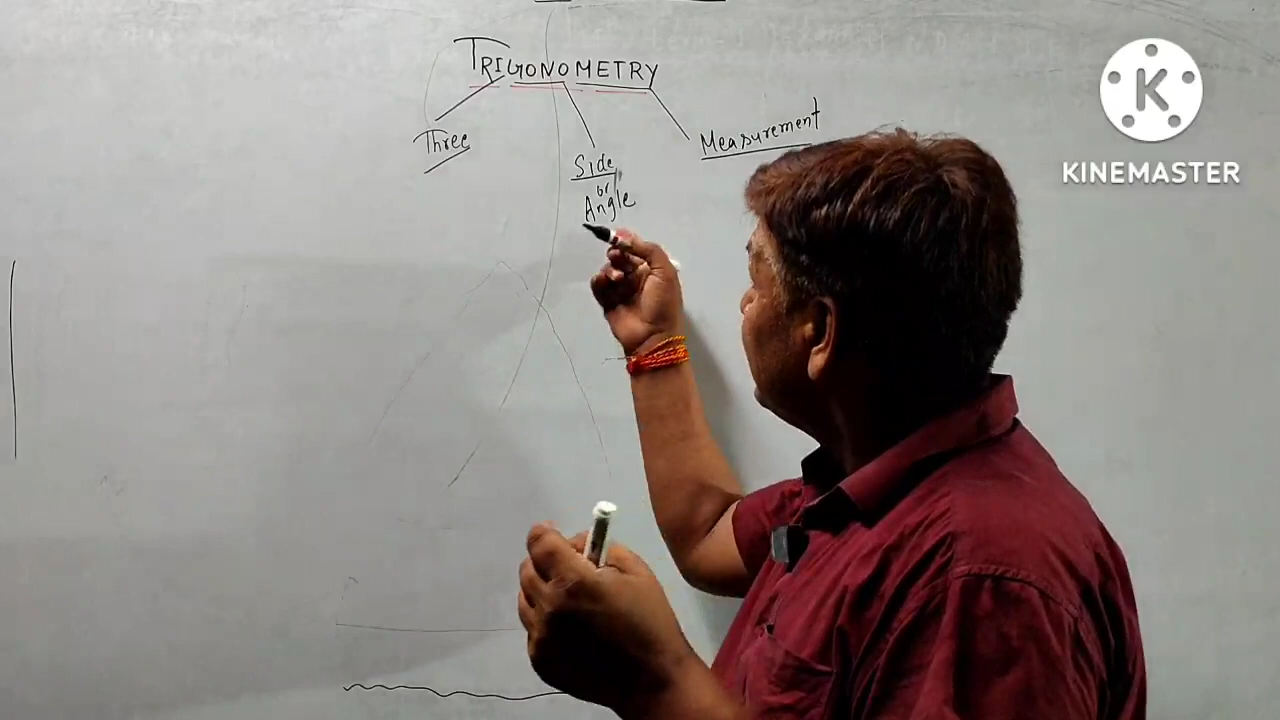 TRIGONOMETRY
Three
Side
or
Angle
Measurement
K
KINEMASTER